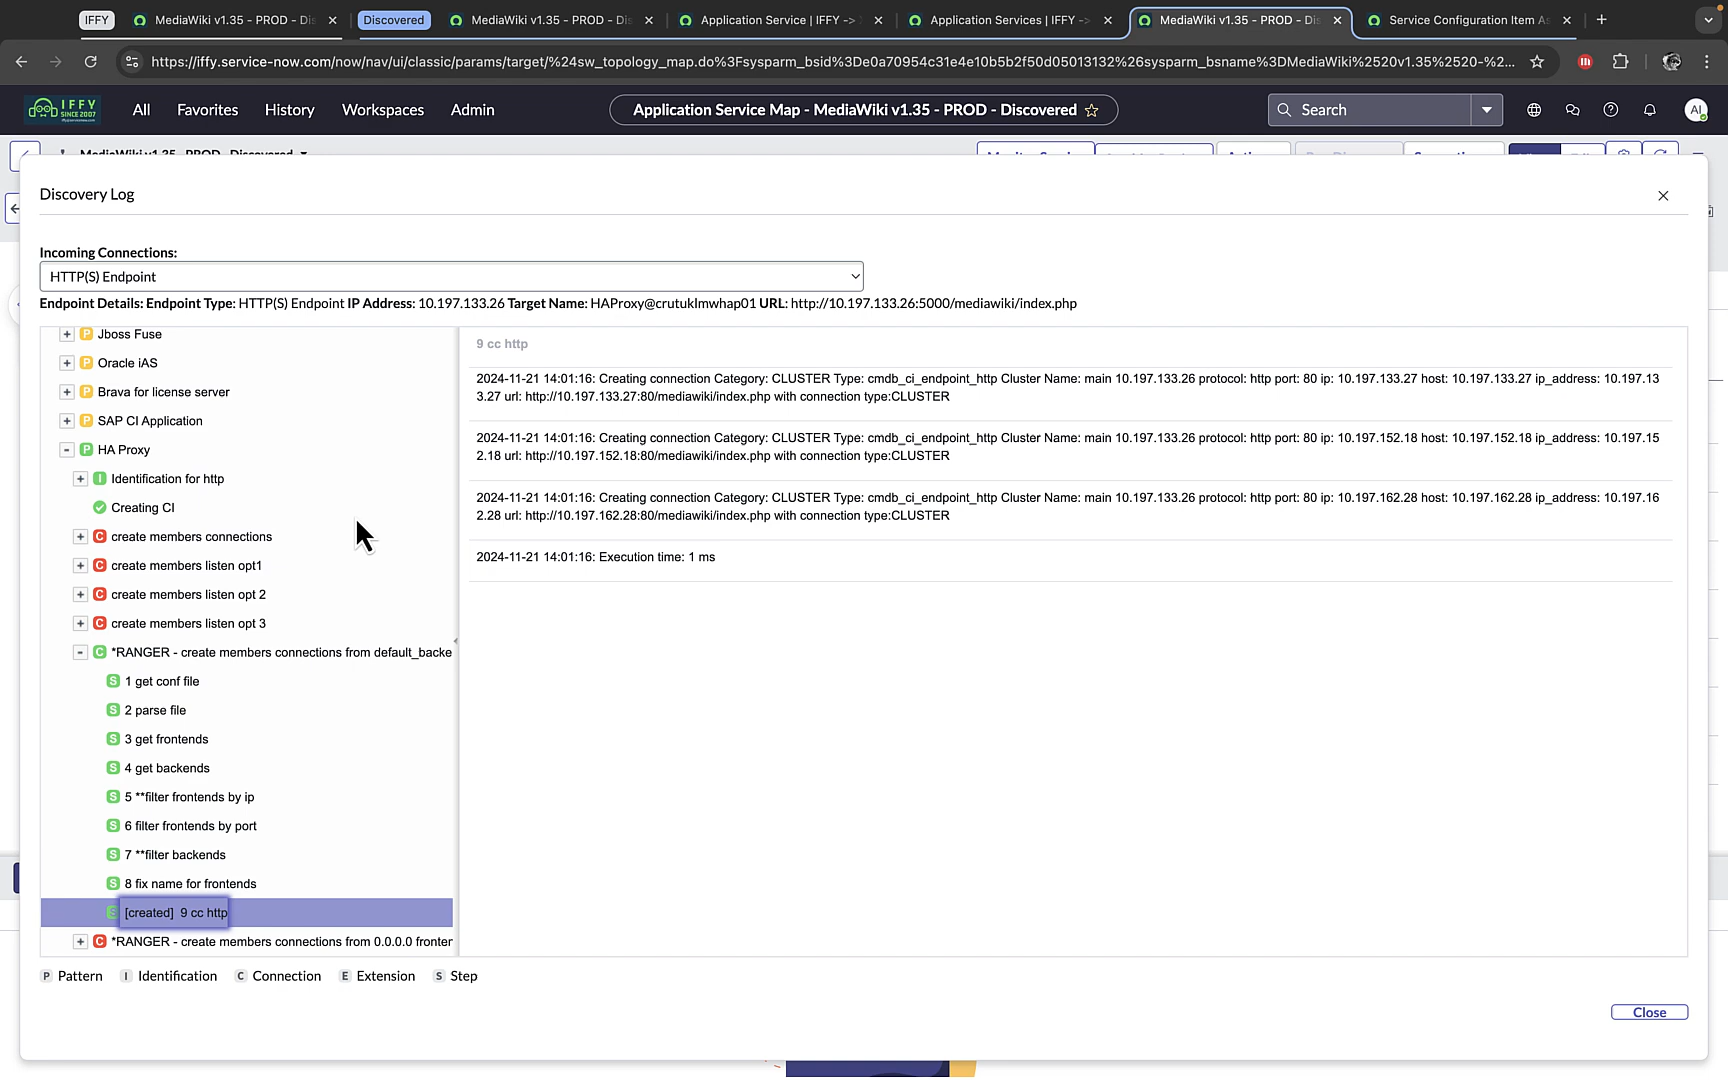 IFFY
MediaWiki v1.35 - PROD - Dis
Discovered
MediaWiki v1.35 - PROD - Dis
Application Service | IFFY ->
Application Services | IFFY ->
MediaWiki v1.35 - PROD - Dis
Service Configuration Item As
https://iffy.service-now.com/now/nav/ui/classic/params/target/%24sw_topology_map.do%3Fsysparm_bsid%3De0a70954c31e4e10b5b2f50d05013132%26sysparm_bsname%3DMediaWiki%2520v1.35%2520-%2...
IFFY
SINCE 2007
All
Favorites
History
Workspaces
Admin
Application Service Map - MediaWiki v1.35 - PROD - Discovered
Search
AI
MediaWiki v1.35 - PROD - Discovered
Discovery Log
Incoming Connections:
HTTP(S) Endpoint
Endpoint Details: Endpoint Type: HTTP(S) Endpoint IP Address: 10.197.133.26 Target Name: HAProxy@crutuklmwhap01 URL: http://10.197.133.26:5000/mediawiki/index.php
+ P Jboss Fuse
+ P Oracle iAS
+ P Brava for license server
+ P SAP CI Application
- P HA Proxy
+ I Identification for http
Creating CI
+ C create members connections
+ C create members listen opt1
+ C create members listen opt 2
+ C create members listen opt 3
- C *RANGER - create members connections from default_backe
S 1 get conf file
S 2 parse file
S 3 get frontends
S 4 get backends
S 5 **filter frontends by ip
S 6 filter frontends by port
S 7 **filter backends
S 8 fix name for frontends
S [created] 9 cc http
+ C *RANGER - create members connections from 0.0.0.0 fronter
9 cc http
2024-11-21 14:01:16: Creating connection Category: CLUSTER Type: cmdb_ci_endpoint_http Cluster Name: main 10.197.133.26 protocol: http port: 80 ip: 10.197.133.27 host: 10.197.133.27 ip_address: 10.197.13
3.27 url: http://10.197.133.27:80/mediawiki/index.php with connection type:CLUSTER
2024-11-21 14:01:16: Creating connection Category: CLUSTER Type: cmdb_ci_endpoint_http Cluster Name: main 10.197.133.26 protocol: http port: 80 ip: 10.197.152.18 host: 10.197.152.18 ip_address: 10.197.15
2.18 url: http://10.197.152.18:80/mediawiki/index.php with connection type:CLUSTER
2024-11-21 14:01:16: Creating connection Category: CLUSTER Type: cmdb_ci_endpoint_http Cluster Name: main 10.197.133.26 protocol: http port: 80 ip: 10.197.162.28 host: 10.197.162.28 ip_address: 10.197.16
2.28 url: http://10.197.162.28:80/mediawiki/index.php with connection type:CLUSTER
2024-11-21 14:01:16: Execution time: 1 ms
P Pattern I Identification C Connection E Extension S Step
Close